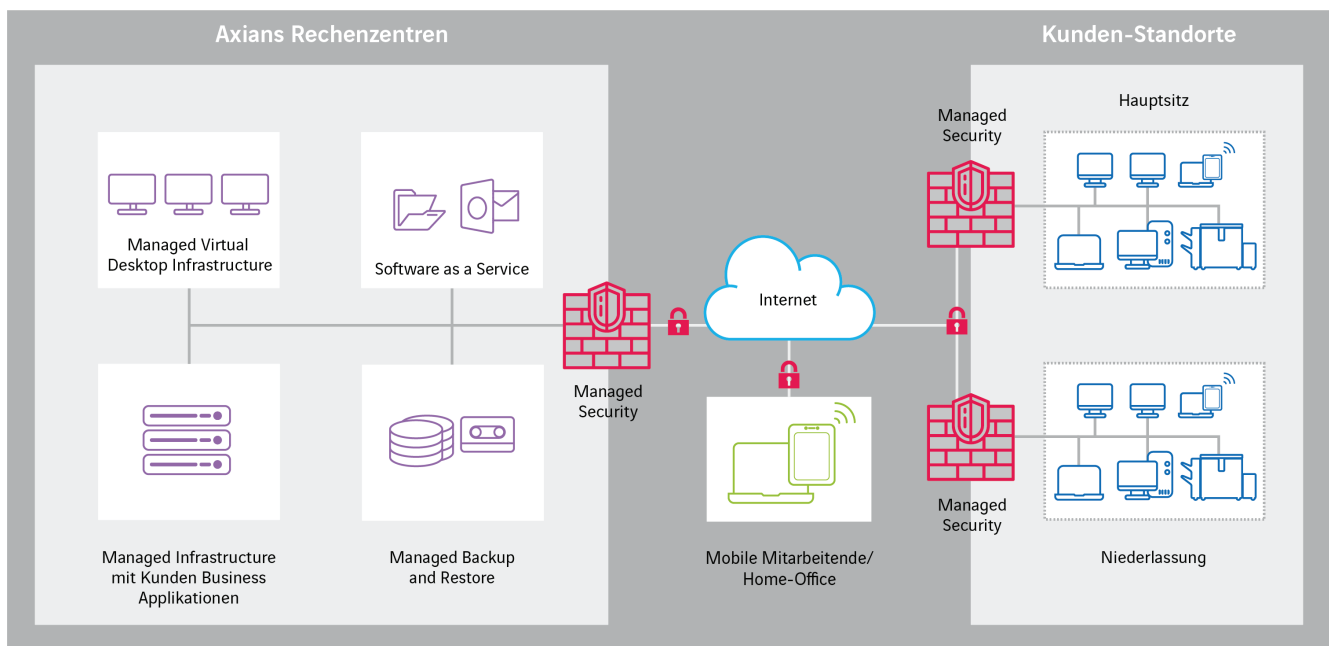 Axians Rechenzentren
Managed Virtual
Desktop Infrastructure
Software as a Service
Managed Infrastructure
mit Kunden Business
Applikationen
Managed Backup
and Restore
Managed
Security
Internet
Mobile Mitarbeitende/
Home-Office
Kunden-Standorte
Managed
Security
Hauptsitz
Managed
Security
Niederlassung